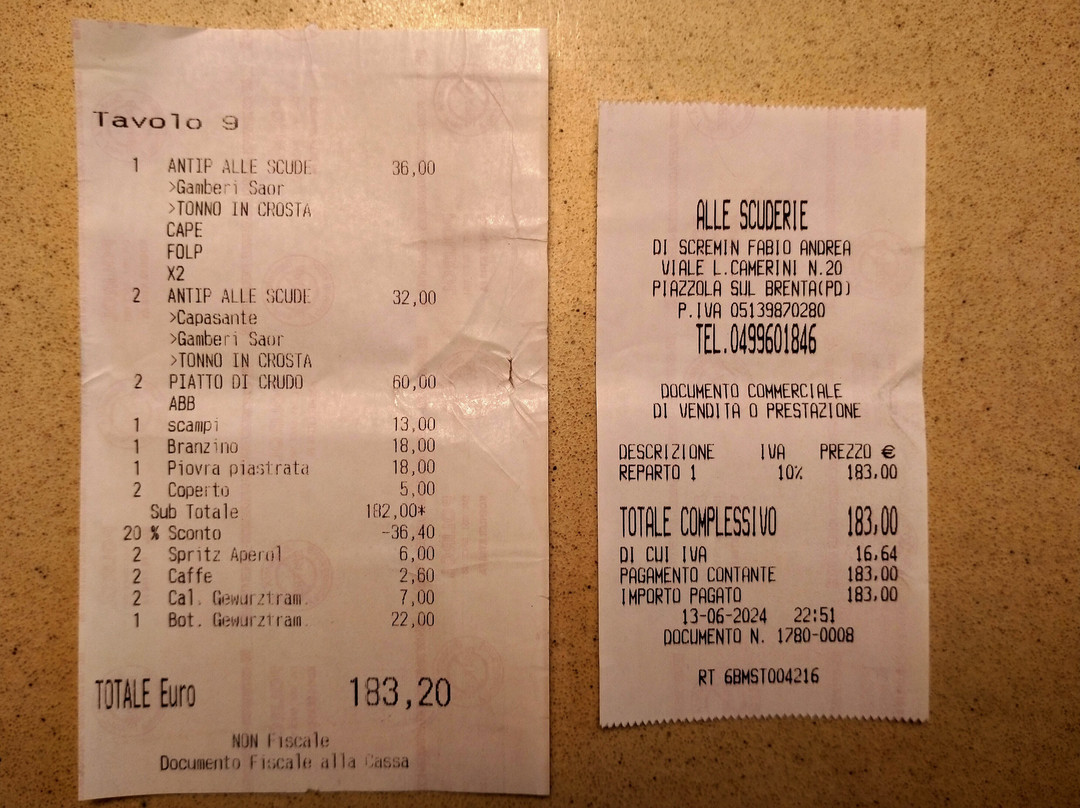 Tavolo 9
1 ANTIP ALLE SCUDE 36,00
>Gamberi Saor
>TONNO IN CROSTA
CAPE
FOLP
X2
2 ANTIP ALLE SCUDE 32,00
>Capasante
>Gamberi Saor
>TONNO IN CROSTA
2 PIATTO DI CRUDO 60,00
ABB
1 scampi 13,00
1 Branzino 18,00
1 Piovra piastrata 18,00
2 Coperto 5,00
Sub Totale 182,00*
20 % Sconto -36,40
2 Spritz Aperol 6,00
2 Caffe 2,60
2 Cal. Gewurztram. 7,00
1 Bot. Gewurztram. 22,00
TOTALE Euro 183,20
NON Fiscale
Documento Fiscale alla Cassa
ALLE SCUDERIE
DI SCREMIN FABIO ANDREA
VIALE L.CAMERINI N.20
PIAZZOLA SUL BRENTA(PD)
P.IVA 05139870280
TEL.0499601846
DOCUMENTO COMMERCIALE
DI VENDITA O PRESTAZIONE
DESCRIZIONE IVA PREZZO €
REPARTO 1 10% 183,00
TOTALE COMPLESSIVO 183,00
DI CUI IVA 16,64
PAGAMENTO CONTANTE 183,00
IMPORTO PAGATO 183,00
13-06-2024 22:51
DOCUMENTO N. 1780-0008
RT 6BMST004216